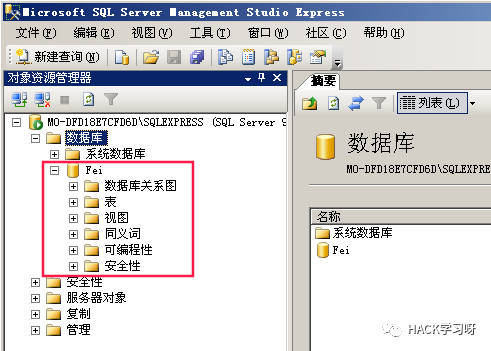 Microsoft SQL Server Management Studio Express
文件(F) 编辑(E) 视图(V) 工具(T) 窗口(W) 社区(C) 帮助(H)
新建查询(N)
对象资源管理器
摘要
列表(L)
MO-DFD18E7CFD6D\SQLEXPRESS (SQL Server 9
数据库
系统数据库
Fei
数据库关系图
表
视图
同义词
可编程性
安全性
安全性
服务器对象
复制
管理
数据库
MO-DFD18E7CFD6D\SQLEXPRES
名称
系统数据库
Fei
HACK学习呀